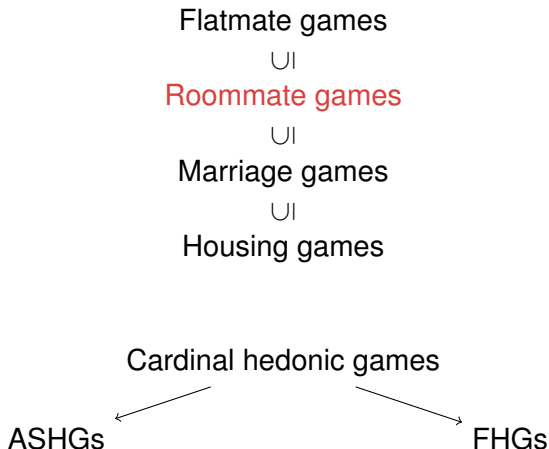 Flatmate games
⊆
Roommate games
⊆
Marriage games
⊆
Housing games
Cardinal hedonic games
ASHGs FHGs